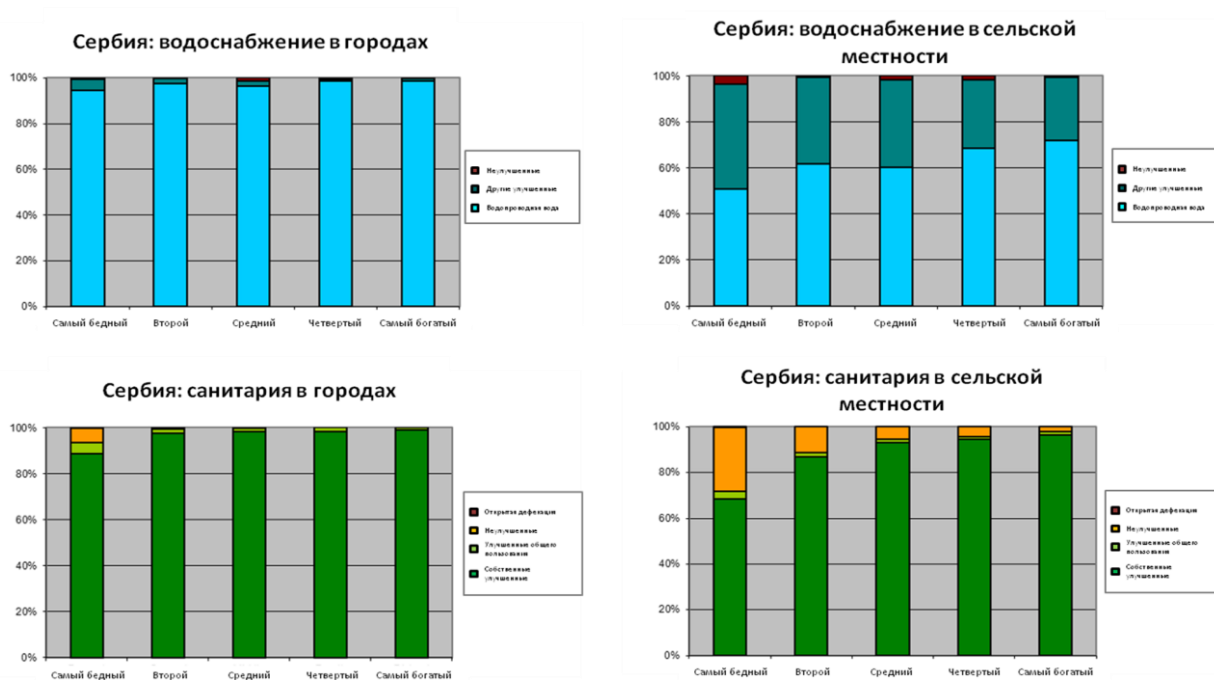 Сербия: водоснабжение в городах
100%
80%
60%
40%
20%
0%
Самый бедный Второй Средний Четвертый Самый богатый
Неулучшенные
Другие улучшенные
Водопроводная вода
Сербия: водоснабжение в сельской
местности
100%
80%
60%
40%
20%
0%
Самый бедный Второй Средний Четвертый Самый богатый
Неулучшенные
Другие улучшенные
Водопроводная вода
Сербия: санитария в городах
100%
80%
60%
40%
20%
0%
Самый бедный Второй Средний Четвертый Самый богатый
Открытая дефекация
Неулучшенные
Улучшенные общего
пользования
Собственные
улучшенные
Сербия: санитария в сельской
местности
100%
80%
60%
40%
20%
0%
Самый бедный Второй Средний Четвертый Самый богатый
Открытая дефекация
Неулучшенные
Улучшенные общего
пользования
Собственные
улучшенные